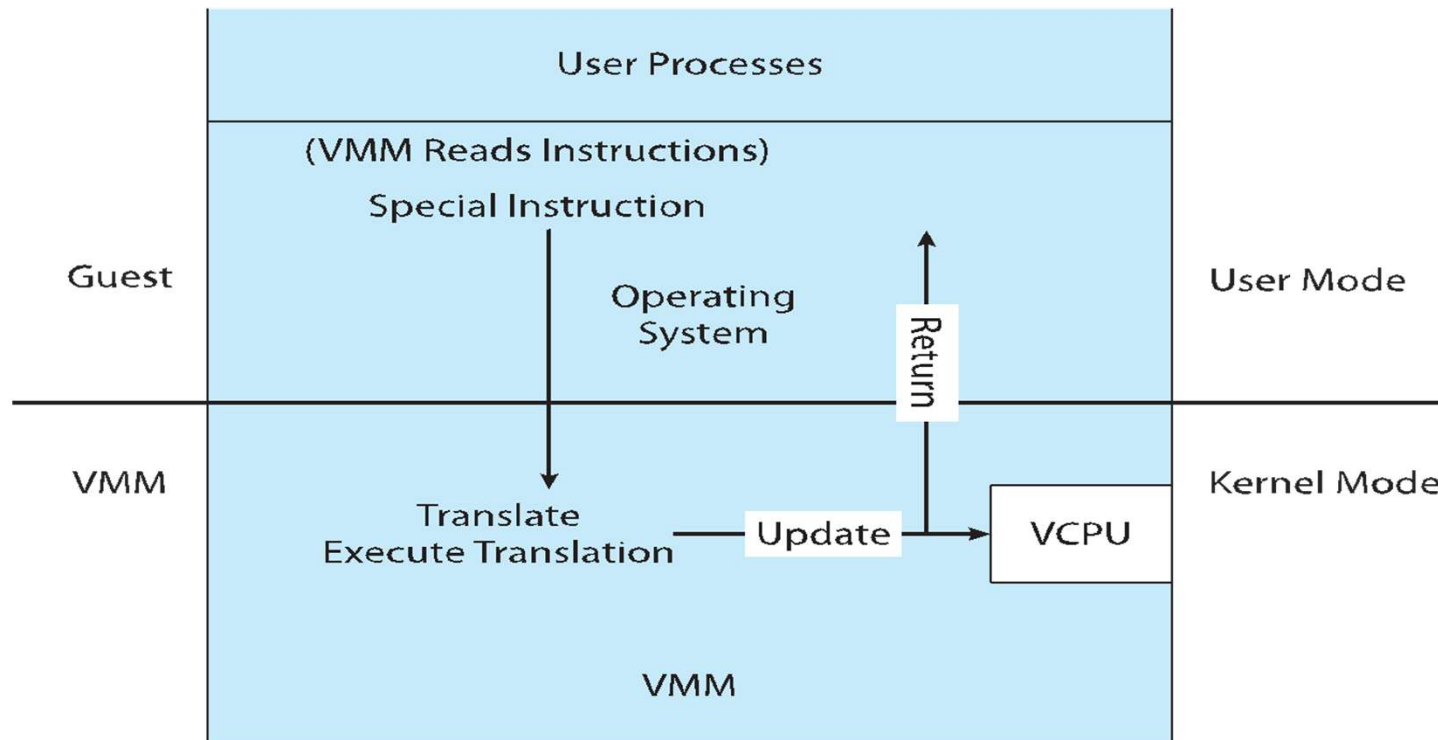 User Processes
(VMM Reads Instructions)
Special Instruction
Guest
Operating
System
Return
User Mode
VMM
Kernel Mode
Translate
Execute Translation
Update
VCPU
VMM